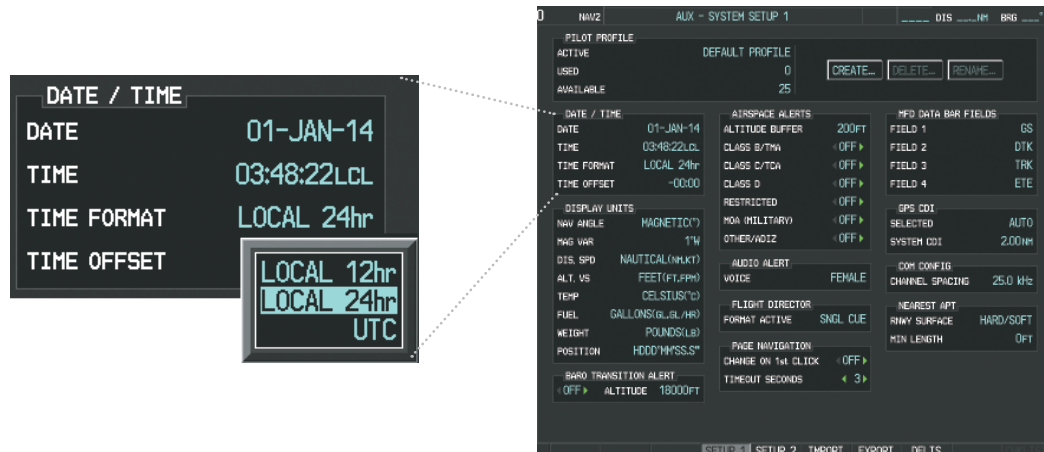 DATE / TIME
DATE 01-JAN-14
TIME 03:48:22LCL
TIME FORMAT LOCAL 24hr
TIME OFFSET
LOCAL 12hr
LOCAL 24hr
UTC
NAV2 AUX - SYSTEM SETUP 1 ____ DIS __._NM BRG ___°
PILOT PROFILE
ACTIVE DEFAULT PROFILE
USED 0 CREATE... DELETE... RENAME...
AVAILABLE 25
DATE / TIME
DATE 01-JAN-14
TIME 03:48:22LCL
TIME FORMAT LOCAL 24hr
TIME OFFSET -00:00
DISPLAY UNITS
NAV ANGLE MAGNETIC(°)
MAG VAR 1°W
DIS, SPD NAUTICAL(NM,KT)
ALT, VS FEET(FT,FPM)
TEMP CELSIUS(°C)
FUEL GALLONS(GL,GL/HR)
WEIGHT POUNDS(LB)
POSITION HDDD°MM'SS.S"
BARO TRANSITION ALERT
OFF ALTITUDE 18000FT
AIRSPACE ALERTS
ALTITUDE BUFFER 200FT
CLASS B/TMA OFF
CLASS C/TCA OFF
CLASS D OFF
RESTRICTED OFF
MOA (MILITARY) OFF
OTHER/ADIZ OFF
AUDIO ALERT
VOICE FEMALE
FLIGHT DIRECTOR
FORMAT ACTIVE SNGL CUE
PAGE NAVIGATION
CHANGE ON 1st CLICK OFF
TIMEOUT SECONDS 3
MFD DATA BAR FIELDS
FIELD 1 GS
FIELD 2 DTK
FIELD 3 TRK
FIELD 4 ETE
GPS CDI
SELECTED AUTO
SYSTEM CDI 2.00NM
COM CONFIG
CHANNEL SPACING 25.0 kHz
NEAREST APT
RNWY SURFACE HARD/SOFT
MIN LENGTH 0FT
SETUP 1 SETUP 2 IMPORT EXPORT DFLTS